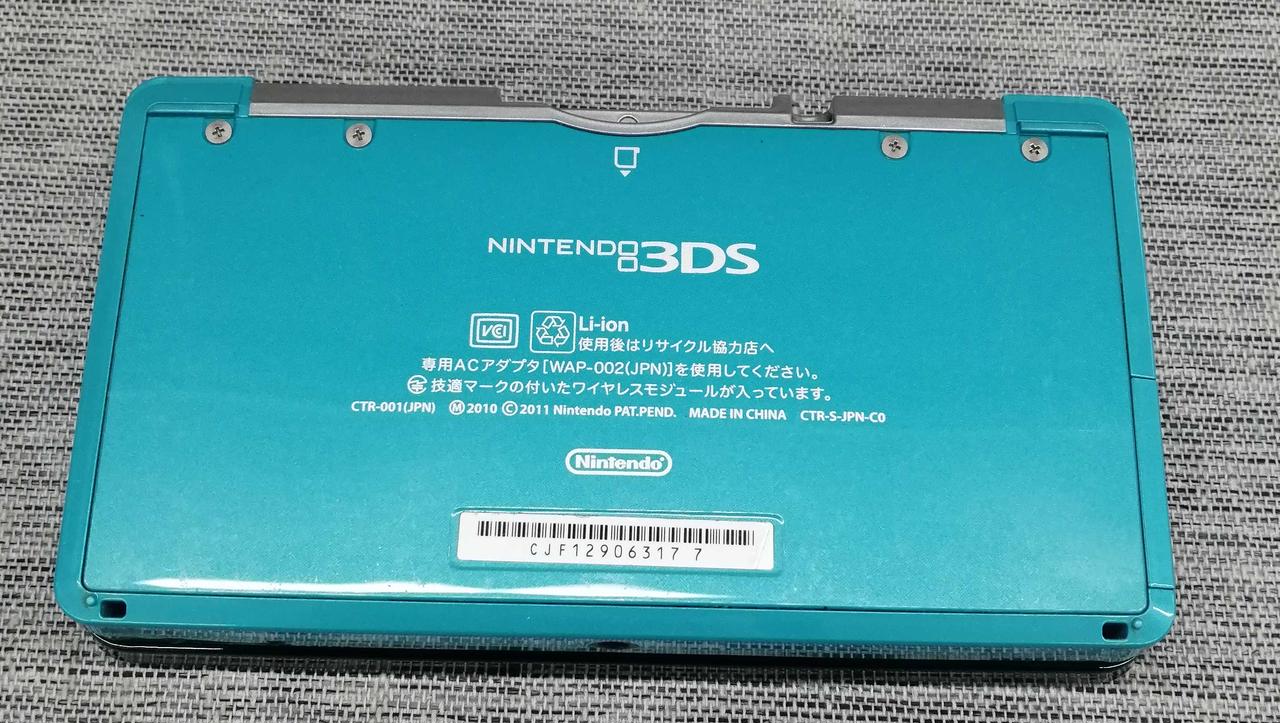 NINTENDO3DS
VCI Li-ion
使用後はリサイクル協力店へ
専用ACアダプタ[WAP-002(JPN)]を使用してください。
技適マークの付いたワイヤレスモジュールが入っています。
CTR-001(JPN) Ⓜ2010 ©2011 Nintendo PAT.PEND. MADE IN CHINA CTR-S-JPN-C0
Nintendo®
CJF12906317 7